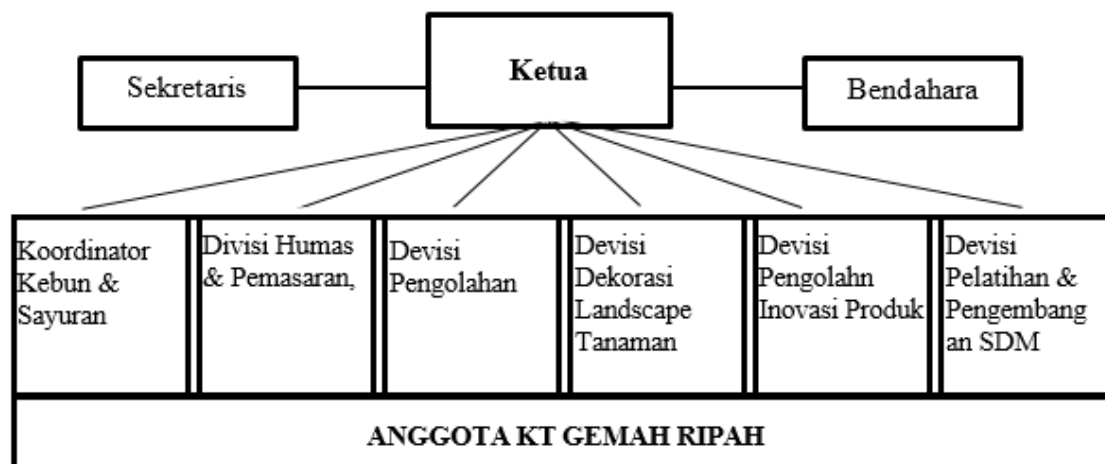 Ketua
Sekretaris
Bendahara
Koordinator
Kebun &
Sayuran
Divisi Humas
& Pemasaran,
Devisi
Pengolahan
Devisi
Dekorasi
Landscape
Tanaman
Devisi
Pengolahn
Inovasi Produk
Devisi
Pelatihan &
Pengembang
an SDM
ANGGOTA KT GEMAH RIPAH